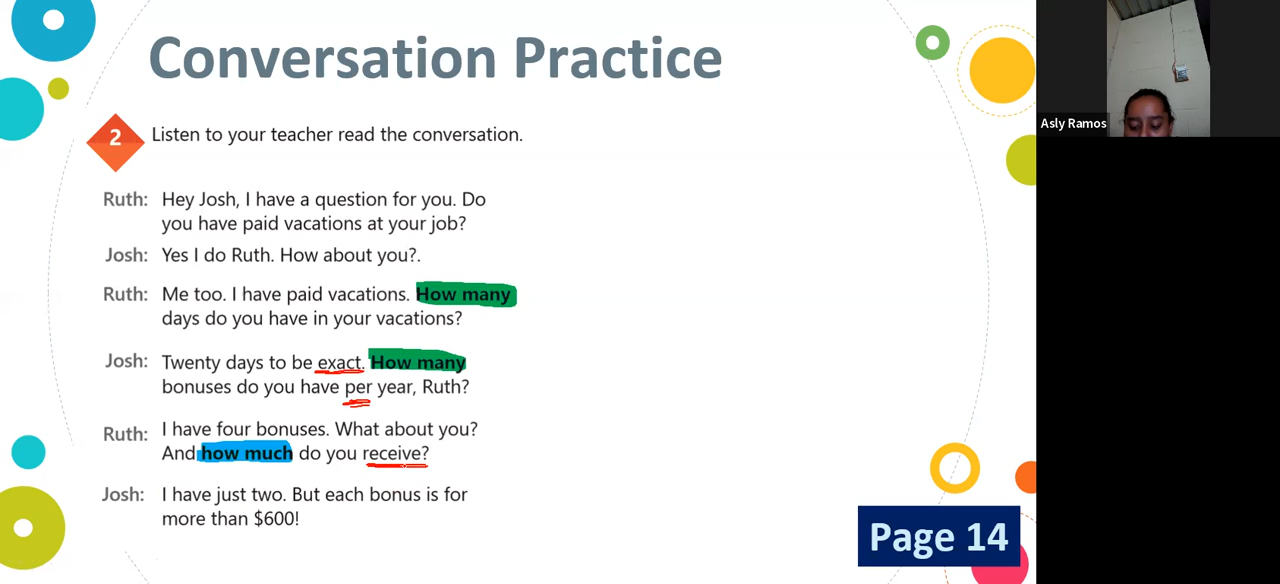 Conversation Practice
Asly Ramos
2
Listen to your teacher read the conversation.
Ruth: Hey Josh, I have a question for you. Do
you have paid vacations at your job?
Josh: Yes I do Ruth. How about you?.
Ruth: Me too. I have paid vacations. How many
days do you have in your vacations?
Josh: Twenty days to be exact. How many
bonuses do you have per year, Ruth?
Ruth: I have four bonuses. What about you?
And how much do you receive?
Josh: I have just two. But each bonus is for
more than $600!
Page 14